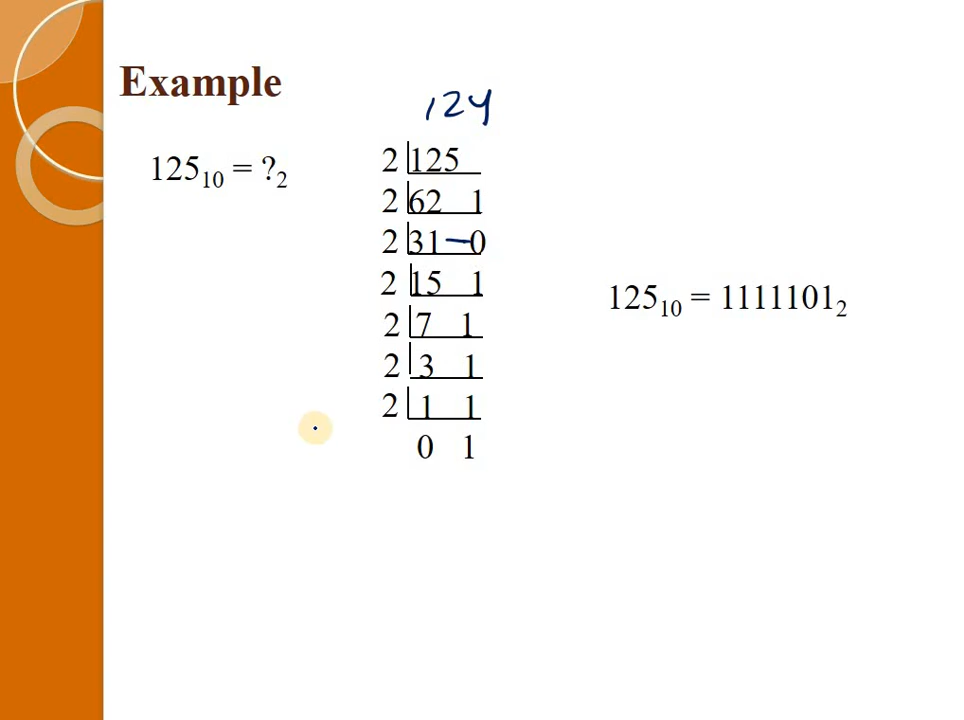 Example
124
125₁₀ = ?₂
2 125
2 62 1
2 31 — 0
2 15 1
2 7 1
2 3 1
2 1 1
0 1
125₁₀ = 1111101₂